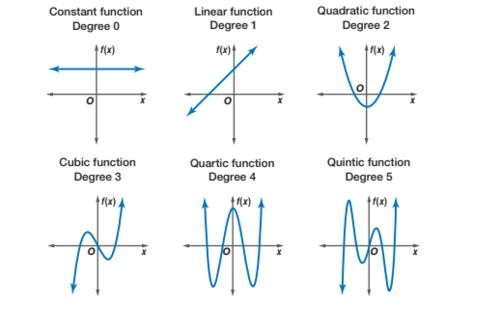 Constant function
Degree 0
Linear function
Degree 1
Quadratic function
Degree 2
f(x)
O
x
f(x)
O
x
f(x)
O
x
Cubic function
Degree 3
Quartic function
Degree 4
Quintic function
Degree 5
f(x)
O
x
f(x)
O
x
f(x)
O
x